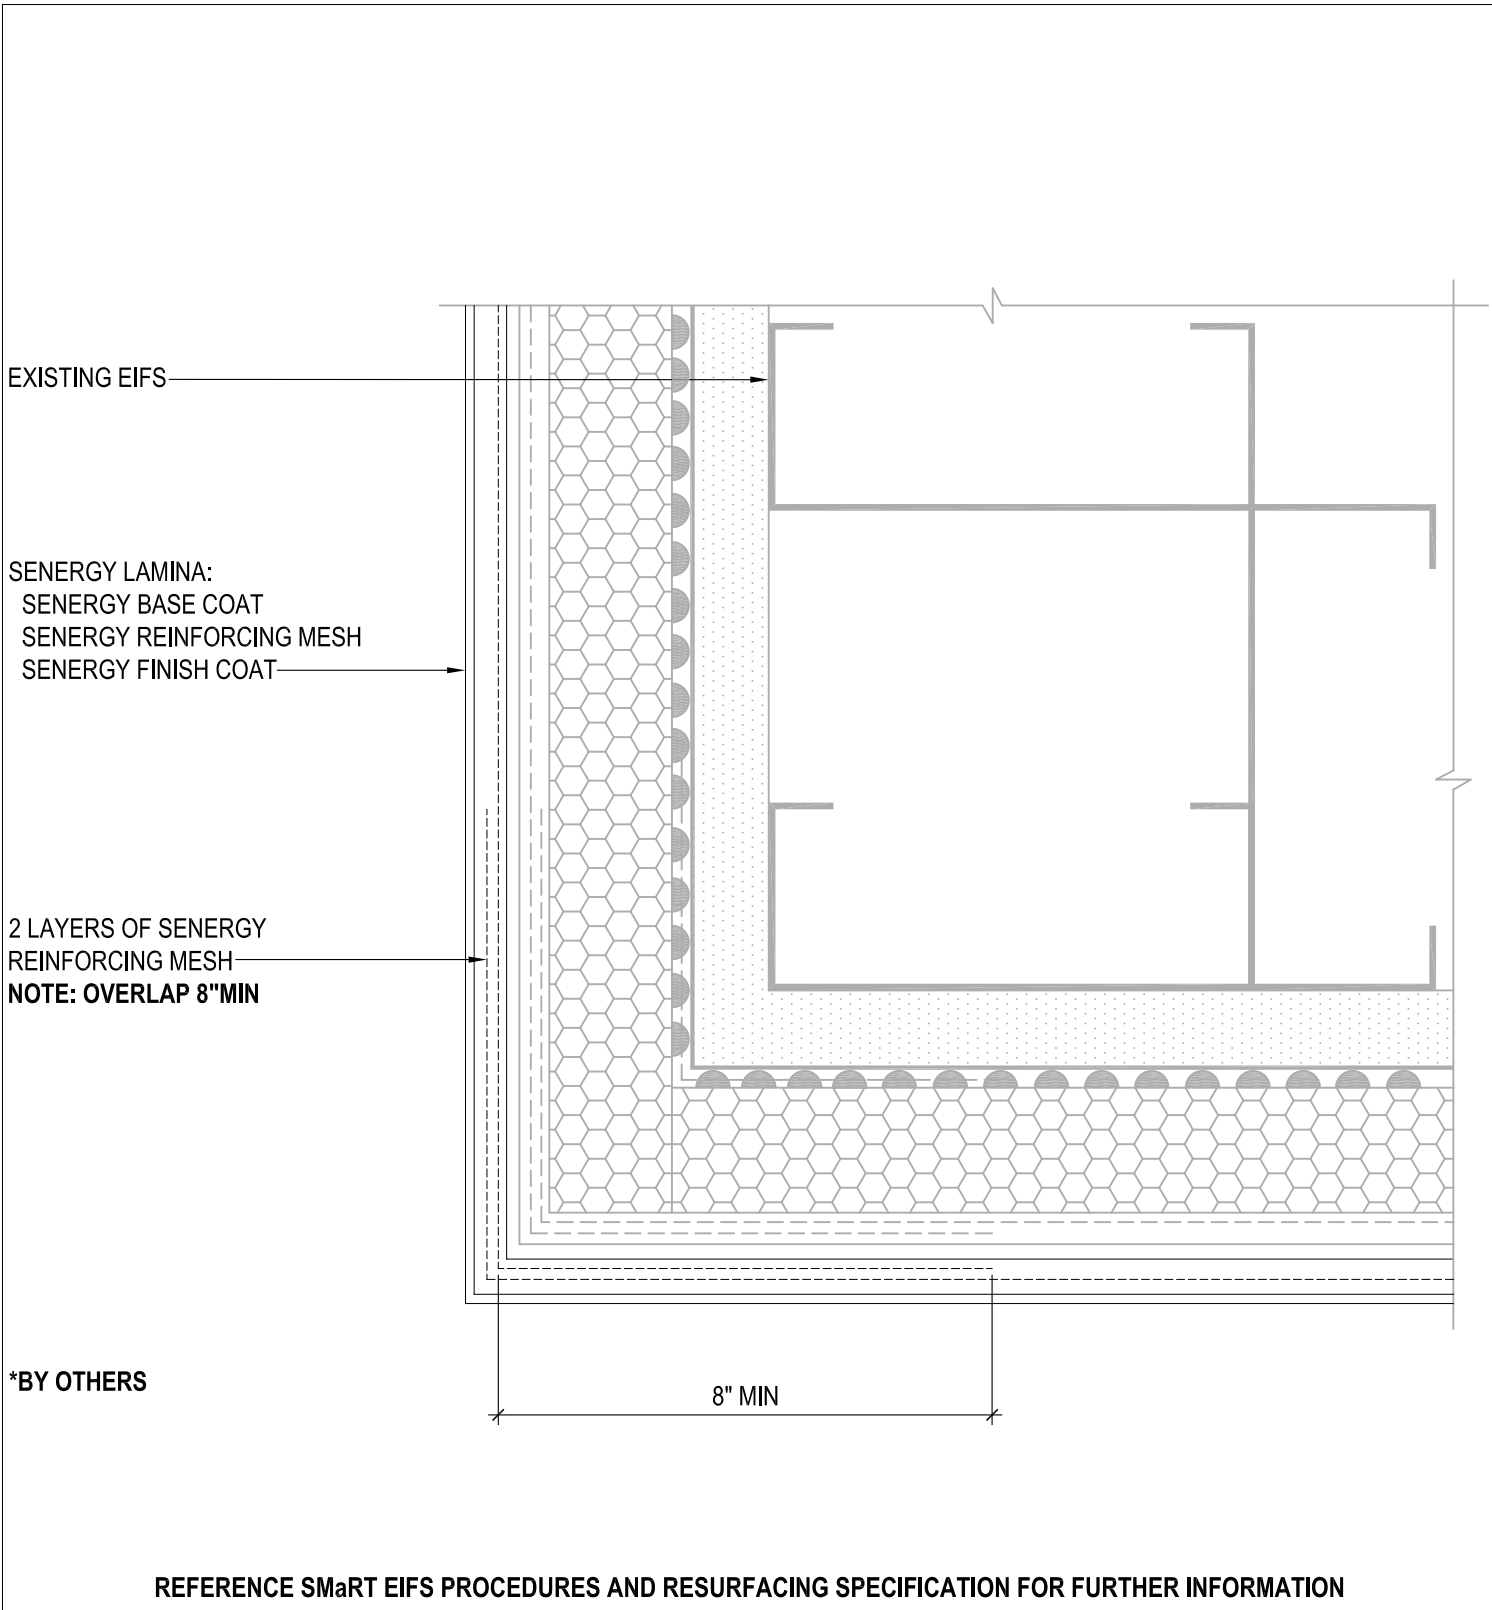 EXISTING EIFS
SENERGY LAMINA:
SENERGY BASE COAT
SENERGY REINFORCING MESH
SENERGY FINISH COAT
2 LAYERS OF SENERGY
REINFORCING MESH
NOTE: OVERLAP 8"MIN
*BY OTHERS
8" MIN
REFERENCE SMaRT EIFS PROCEDURES AND RESURFACING SPECIFICATION FOR FURTHER INFORMATION